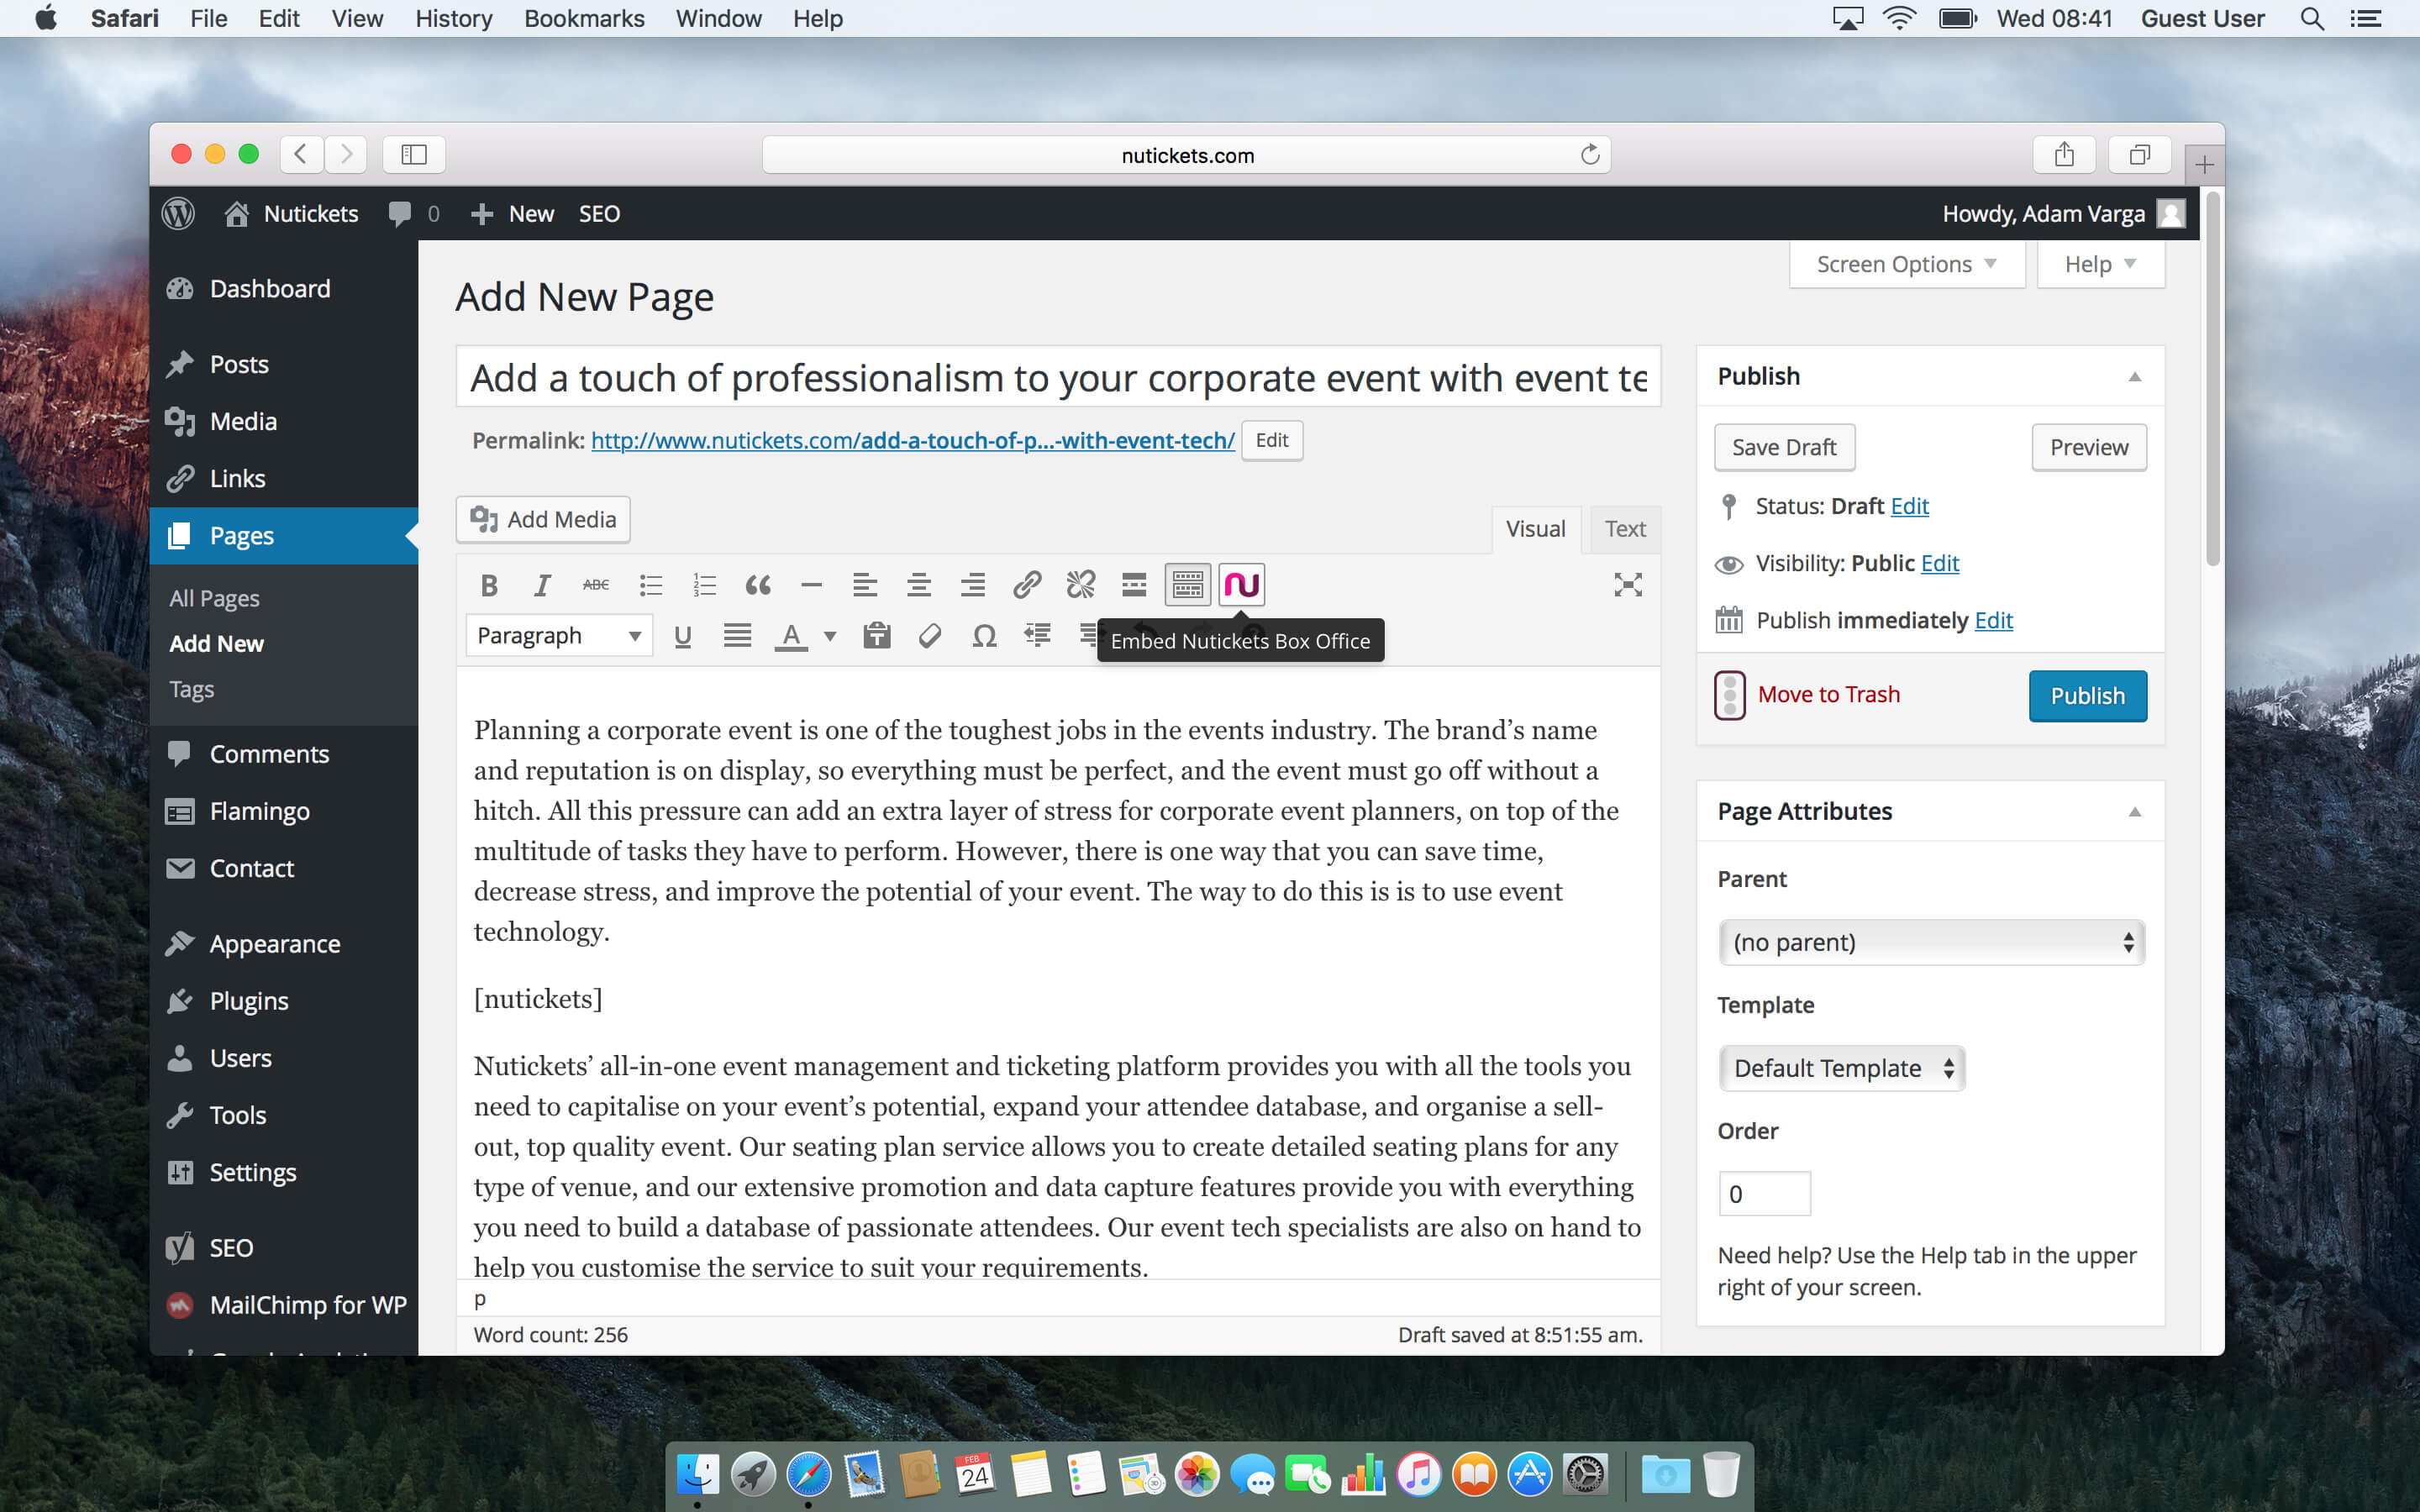 Safari File Edit View History Bookmarks Window Help Wed 08:41 Guest User
nutickets.com
Nutickets 0 New SEO Howdy, Adam Varga
Dashboard
Posts
Media
Links
Pages
All Pages
Add New
Tags
Comments
Flamingo
Contact
Appearance
Plugins
Users
Tools
Settings
SEO
MailChimp for WP
Screen Options Help
Add New Page
Add a touch of professionalism to your corporate event with event te
Permalink: http://www.nutickets.com/add-a-touch-of-p...-with-event-tech/ Edit
Add Media
Visual Text
B I ABC
Paragraph U A Ω
Embed Nutickets Box Office
Planning a corporate event is one of the toughest jobs in the events industry. The brand’s name
and reputation is on display, so everything must be perfect, and the event must go off without a
hitch. All this pressure can add an extra layer of stress for corporate event planners, on top of the
multitude of tasks they have to perform. However, there is one way that you can save time,
decrease stress, and improve the potential of your event. The way to do this is is to use event
technology.
[nutickets]
Nutickets’ all-in-one event management and ticketing platform provides you with all the tools you
need to capitalise on your event’s potential, expand your attendee database, and organise a sell-
out, top quality event. Our seating plan service allows you to create detailed seating plans for any
type of venue, and our extensive promotion and data capture features provide you with everything
you need to build a database of passionate attendees. Our event tech specialists are also on hand to
help you customise the service to suit your requirements.
p
Word count: 256 Draft saved at 8:51:55 am.
Publish
Save Draft Preview
Status: Draft Edit
Visibility: Public Edit
Publish immediately Edit
Move to Trash Publish
Page Attributes
Parent
(no parent)
Template
Default Template
Order
0
Need help? Use the Help tab in the upper
right of your screen.
FEB
24